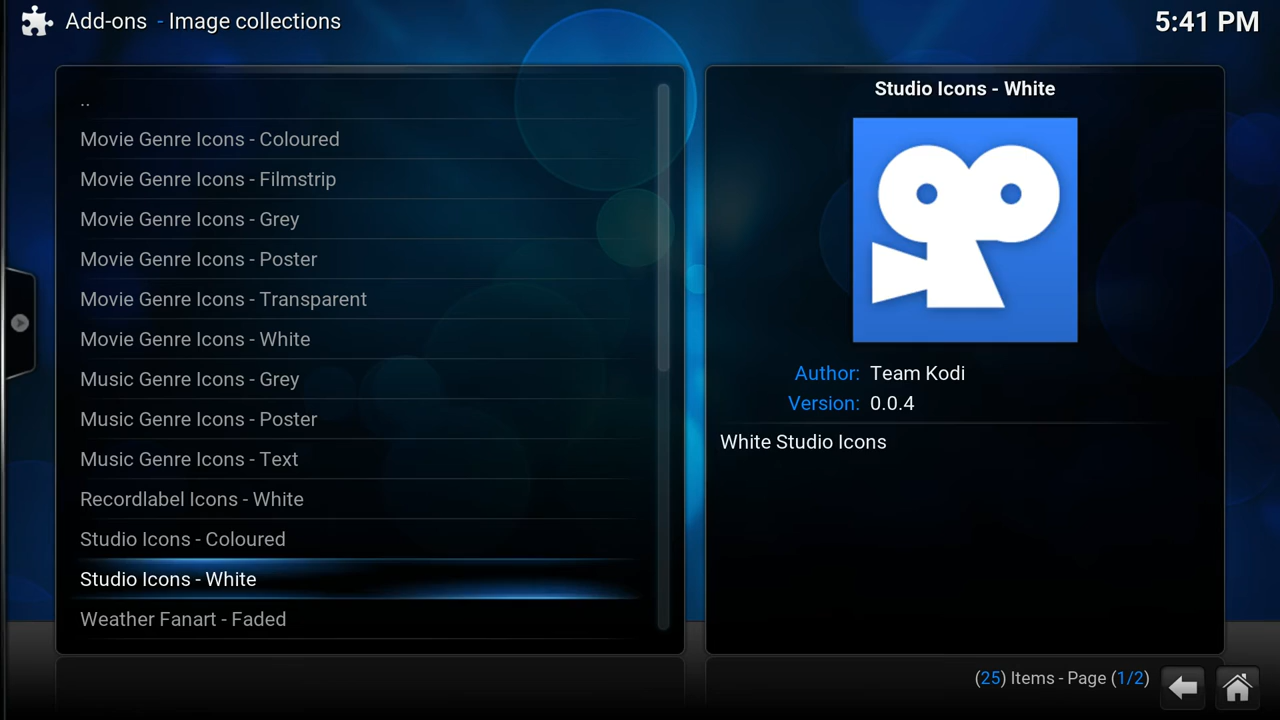 Add-ons - Image collections
5:41 PM
..
Movie Genre Icons - Coloured
Movie Genre Icons - Filmstrip
Movie Genre Icons - Grey
Movie Genre Icons - Poster
Movie Genre Icons - Transparent
Movie Genre Icons - White
Music Genre Icons - Grey
Music Genre Icons - Poster
Music Genre Icons - Text
Recordlabel Icons - White
Studio Icons - Coloured
Studio Icons - White
Weather Fanart - Faded
Studio Icons - White
Author: Team Kodi
Version: 0.0.4
White Studio Icons
(25) Items - Page (1/2)